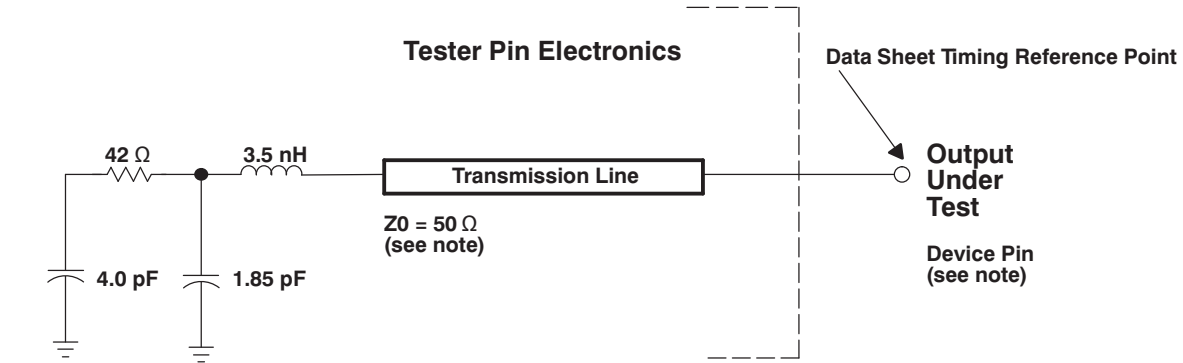 Tester Pin Electronics
Data Sheet Timing Reference Point
42 Ω
3.5 nH
Transmission Line
Output
Under
Test
Z0 = 50 Ω
(see note)
Device Pin
(see note)
4.0 pF
1.85 pF